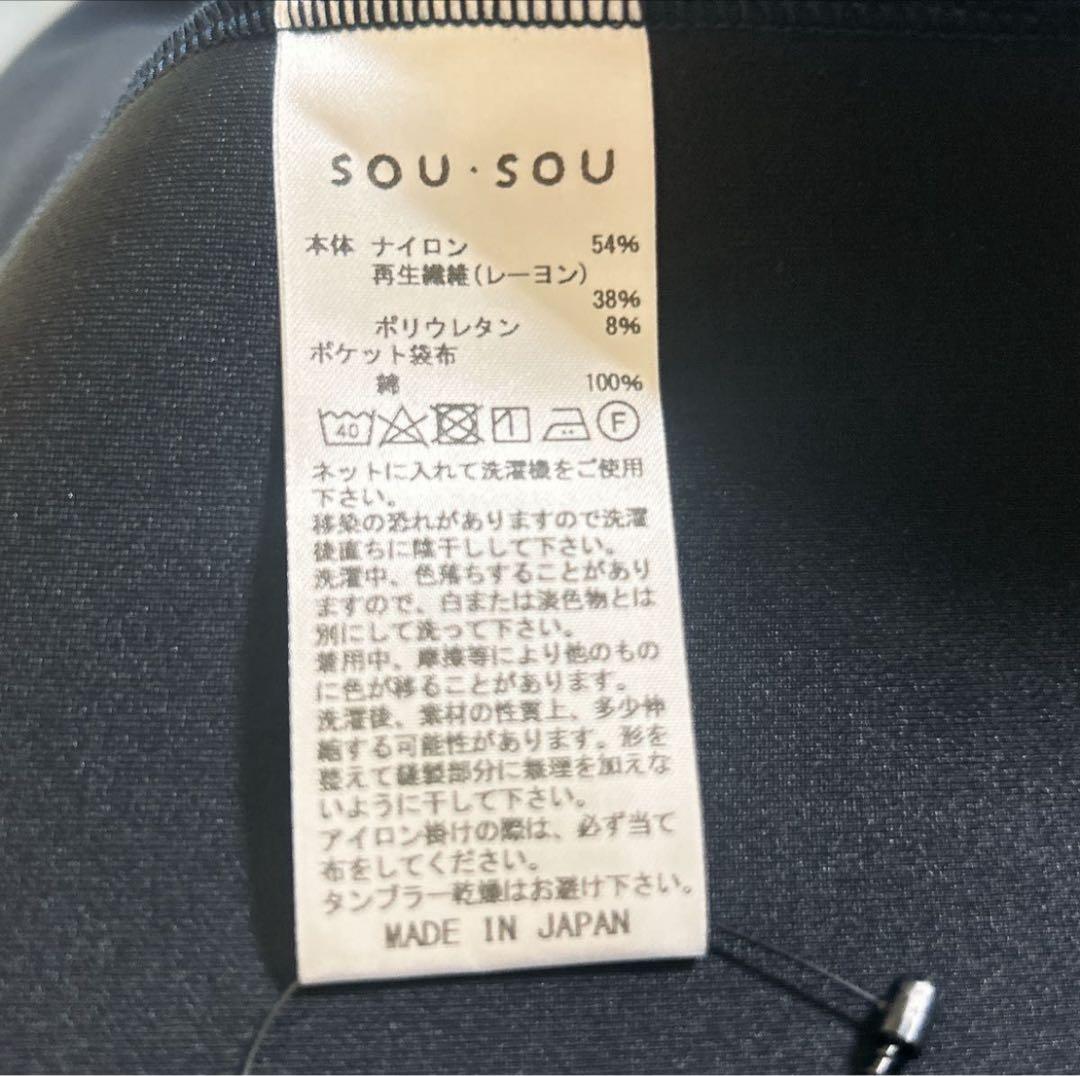 SOU・SOU
本体 ナイロン 54%
再生繊維(レーヨン)
38%
ポリウレタン 8%
ポケット袋布
綿 100%
40 F
ネットに入れて洗濯機をご使用
下さい。
移染の恐れがありますので洗濯
後直ちに陰干しして下さい。
洗濯中、色落ちすることがあり
ますので、白または淡色物とは
別にして洗って下さい。
着用中、摩擦等により他のもの
に色が移ることがあります。
洗濯後、素材の性質上、多少伸
縮する可能性があります。形を
整えて縫製部分に無理を加えな
いように干して下さい。
アイロン掛けの際は、必ず当て
布をしてください。
タンブラー乾燥はお避け下さい。
MADE IN JAPAN